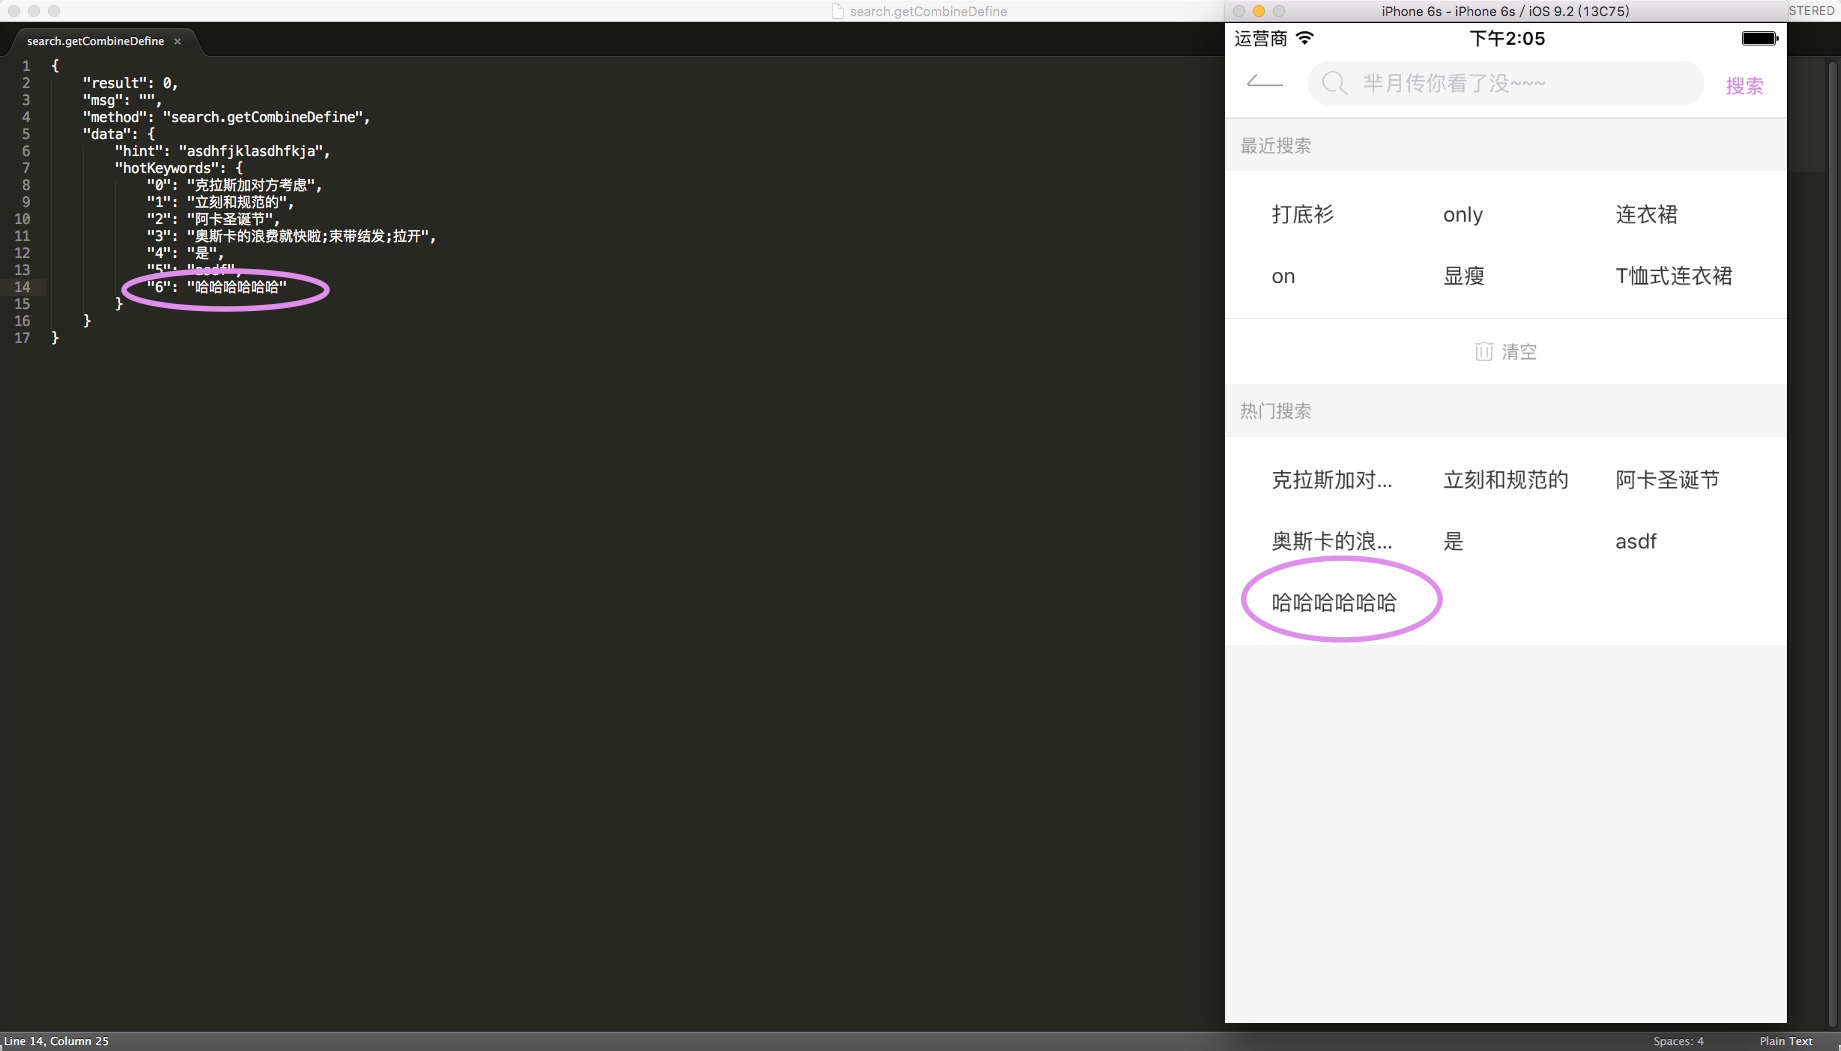 search.getCombineDefine
iPhone 6s - iPhone 6s / iOS 9.2 (13C75)
STERED
search.getCombineDefine ×
1 {
2 "result": 0,
3 "msg": "",
4 "method": "search.getCombineDefine",
5 "data": {
6 "hint": "asdhfjklasdhfkja",
7 "hotKeywords": {
8 "0": "克拉斯加对方考虑",
9 "1": "立刻和规范的",
10 "2": "阿卡圣诞节",
11 "3": "奥斯卡的浪费就快啦;束带结发;拉开",
12 "4": "是",
13 "5": "asdf",
14 "6": "哈哈哈哈哈哈"
15 }
16 }
17 }
运营商 下午2:05
芈月传你看了没~~~ 搜索
最近搜索
打底衫 only 连衣裙
on 显瘦 T恤式连衣裙
清空
热门搜索
克拉斯加对... 立刻和规范的 阿卡圣诞节
奥斯卡的浪... 是 asdf
哈哈哈哈哈哈
Line 14, Column 25
Spaces: 4 Plain Text